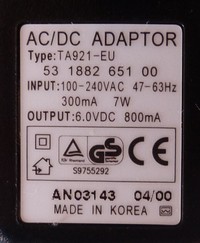 AC/DC ADAPTOR
Type:TA921-EU
53 1882 651 00
INPUT:100-240VAC 47-63Hz
300mA 7W
OUTPUT:6.0VDC 800mA
GS
S9755292
AN03143 04/00
MADE IN KOREA